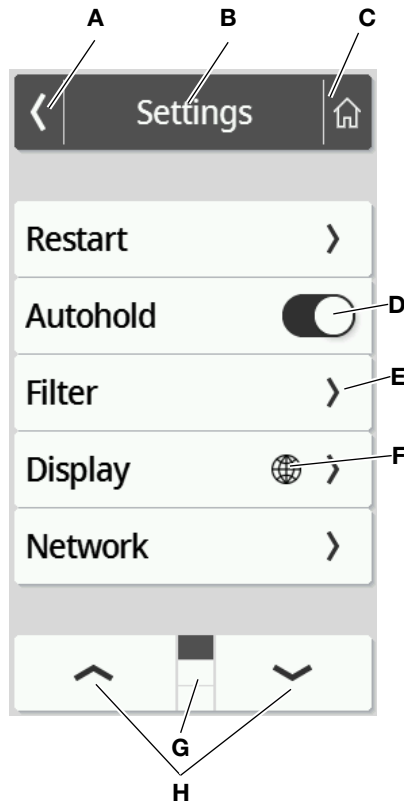 A B C
Settings
Restart
Autohold
D
Filter
E
Display
F
Network
G
H